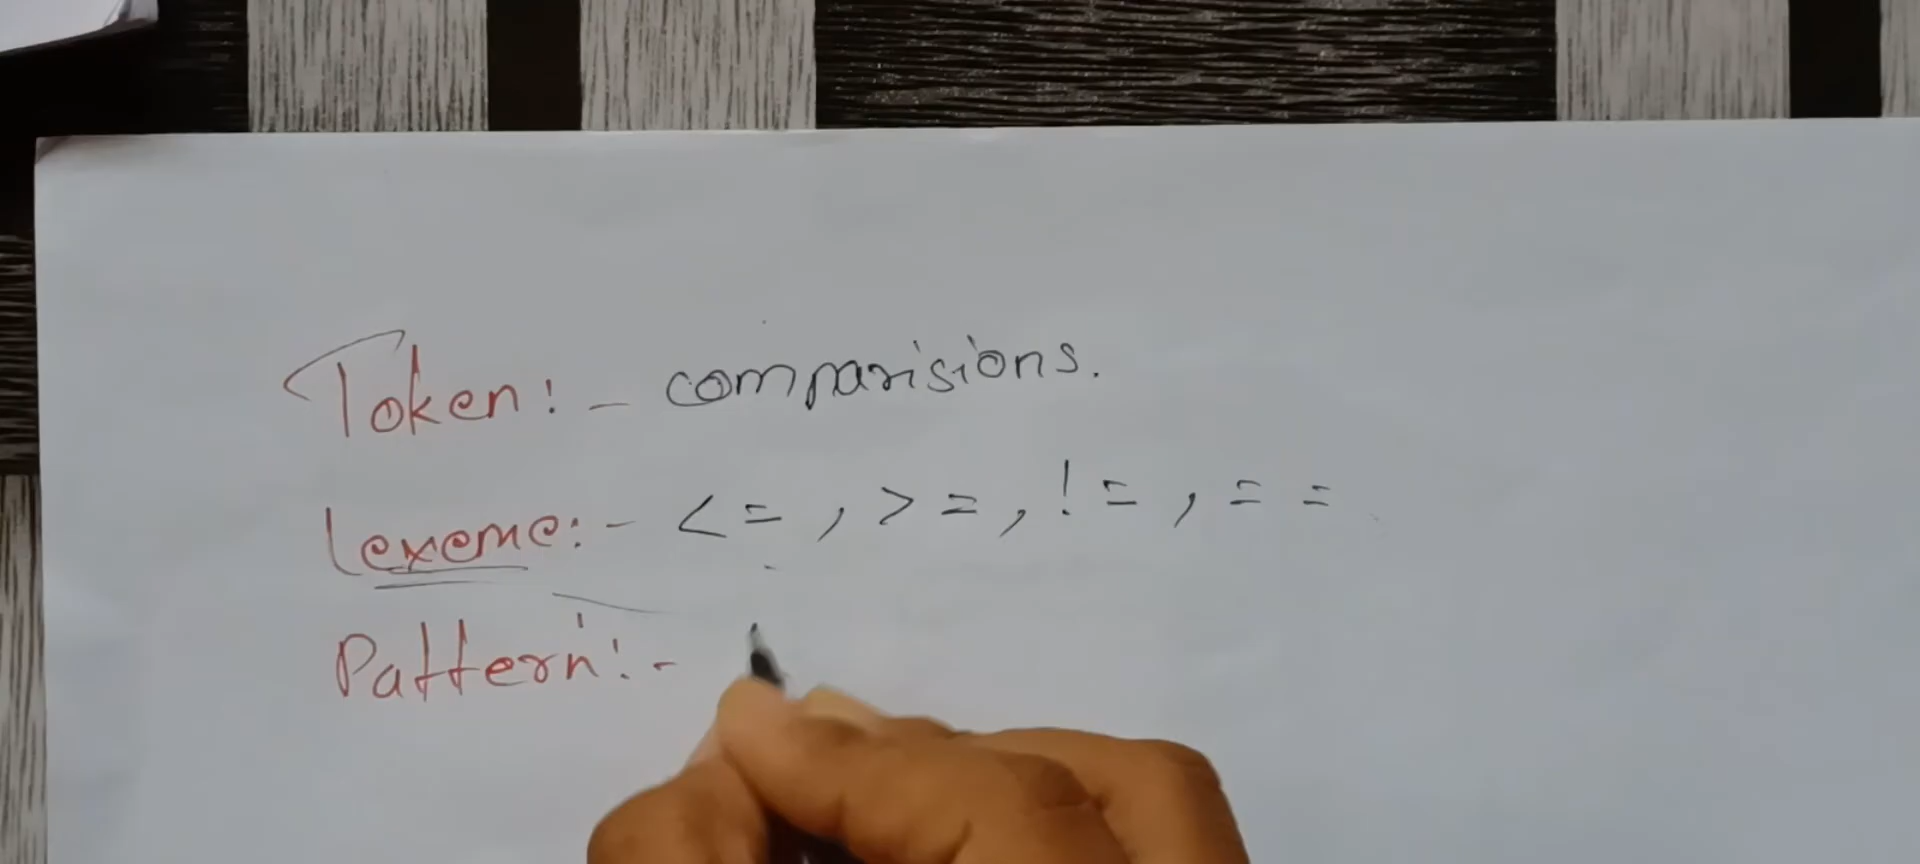 Token:- comparisions.
Lexeme:- <= , >= , != , ==
Pattern:-